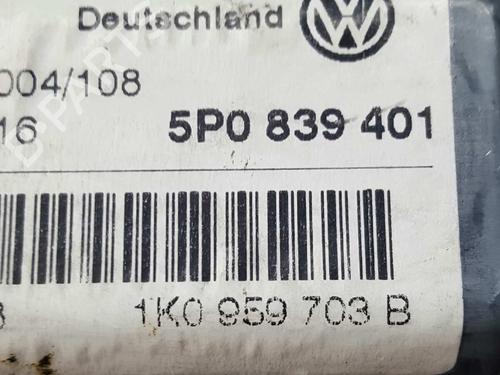 Deutschland
004/108
16 5P0 839 401
1K0 959 703 B